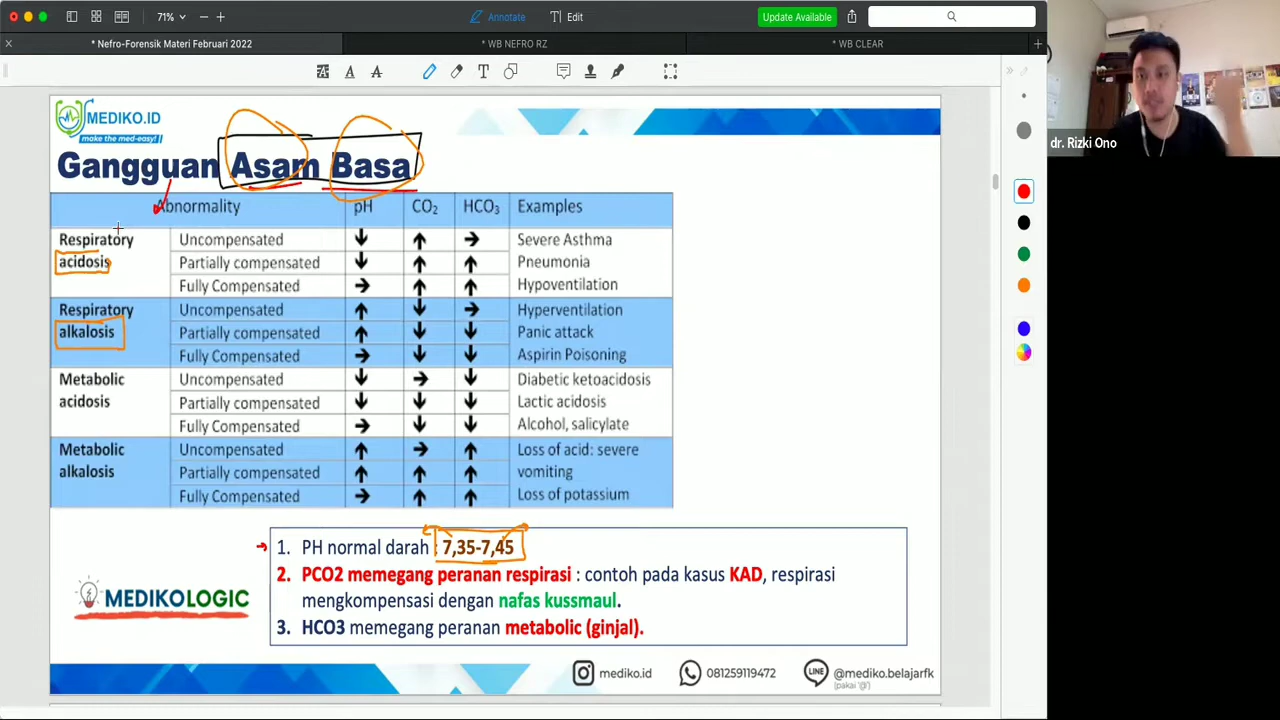 71%
Annotate
Edit
Update Available
* Nefro-Forensik Materi Februari 2022
* WB NEFRO RZ
* WB CLEAR
MEDIKO.ID
make the med-easy!
dr. Rizki Ono
Gangguan Asam Basa
Abnormality pH CO₂ HCO₃ Examples
Respiratory acidosis
Uncompensated ↓ ↑ → Severe Asthma
Partially compensated ↓ ↑ ↑ Pneumonia
Fully Compensated → ↑ ↑ Hypoventilation
Respiratory alkalosis
Uncompensated ↑ ↓ → Hyperventilation
Partially compensated ↑ ↓ ↓ Panic attack
Fully Compensated → ↓ ↓ Aspirin Poisoning
Metabolic acidosis
Uncompensated ↓ → ↓ Diabetic ketoacidosis
Partially compensated ↓ ↓ ↓ Lactic acidosis
Fully Compensated → ↓ ↓ Alcohol, salicylate
Metabolic alkalosis
Uncompensated ↑ → ↑ Loss of acid: severe
Partially compensated ↑ ↑ ↑ vomiting
Fully Compensated → ↑ ↑ Loss of potassium
1. PH normal darah : 7,35-7,45
2. PCO2 memegang peranan respirasi : contoh pada kasus KAD, respirasi
mengkompensasi dengan nafas kussmaul.
3. HCO3 memegang peranan metabolic (ginjal).
MEDIKOLOGIC
mediko.id
081259119472
@mediko.belajarfk
(pakai '@')